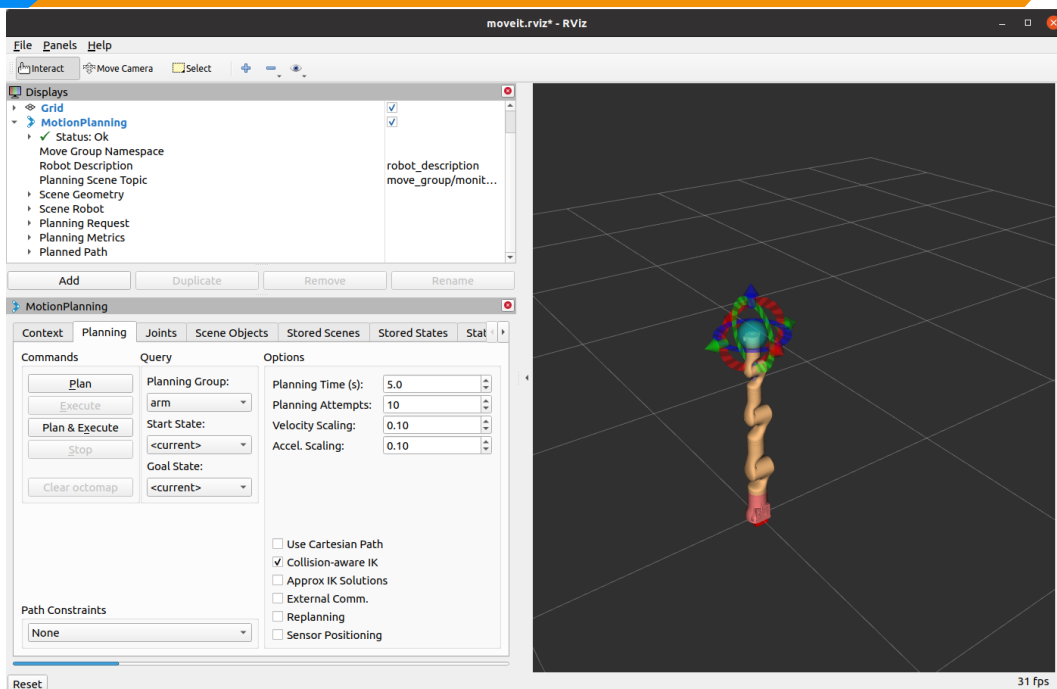 moveit.rviz* - RViz
File Panels Help
Interact Move Camera Select
Displays
Grid
MotionPlanning
Status: Ok
Move Group Namespace
Robot Description robot_description
Planning Scene Topic move_group/monit...
Scene Geometry
Scene Robot
Planning Request
Planning Metrics
Planned Path
Add Duplicate Remove Rename
MotionPlanning
Context Planning Joints Scene Objects Stored Scenes Stored States Stat
Commands Query Options
Plan Planning Group: Planning Time (s): 5.0
Execute arm Planning Attempts: 10
Plan & Execute Start State: Velocity Scaling: 0.10
Stop <current> Accel. Scaling: 0.10
Goal State:
Clear octomap <current>
Use Cartesian Path
Collision-aware IK
Approx IK Solutions
External Comm.
Path Constraints Replanning
None Sensor Positioning
Reset 31 fps